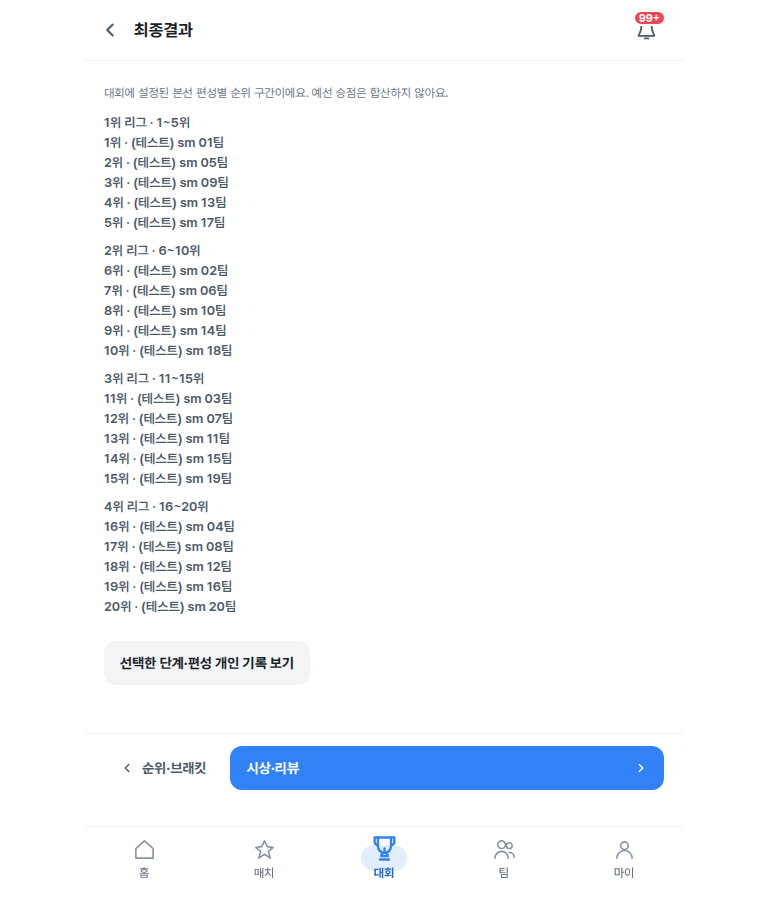 최종결과
99+
대회에 설정된 본선 편성별 순위 구간이에요. 예선 승점은 합산하지 않아요.
1위 리그 · 1~5위
1위 · (테스트) sm 01팀
2위 · (테스트) sm 05팀
3위 · (테스트) sm 09팀
4위 · (테스트) sm 13팀
5위 · (테스트) sm 17팀
2위 리그 · 6~10위
6위 · (테스트) sm 02팀
7위 · (테스트) sm 06팀
8위 · (테스트) sm 10팀
9위 · (테스트) sm 14팀
10위 · (테스트) sm 18팀
3위 리그 · 11~15위
11위 · (테스트) sm 03팀
12위 · (테스트) sm 07팀
13위 · (테스트) sm 11팀
14위 · (테스트) sm 15팀
15위 · (테스트) sm 19팀
4위 리그 · 16~20위
16위 · (테스트) sm 04팀
17위 · (테스트) sm 08팀
18위 · (테스트) sm 12팀
19위 · (테스트) sm 16팀
20위 · (테스트) sm 20팀
선택한 단계·편성 개인 기록 보기
순위·브래킷
시상·리뷰
홈
매치
대회
팀
마이